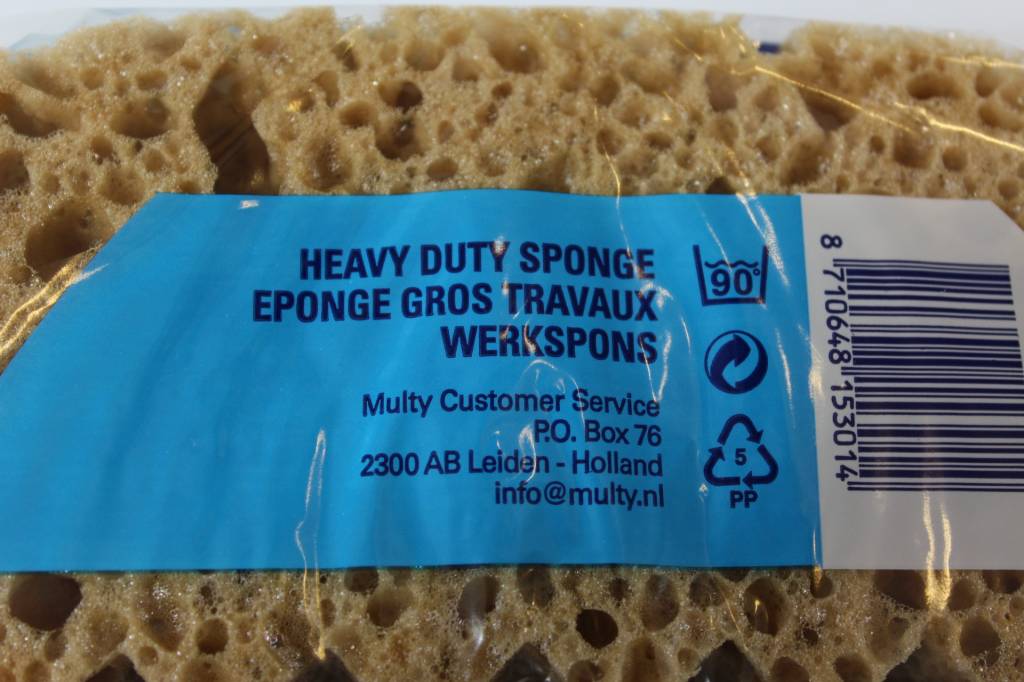 HEAVY DUTY SPONGE
EPONGE GROS TRAVAUX
WERKSPONS
Multy Customer Service
P.O. Box 76
2300 AB Leiden - Holland
info@multy.nl
90°
5
PP
8 710648 153014